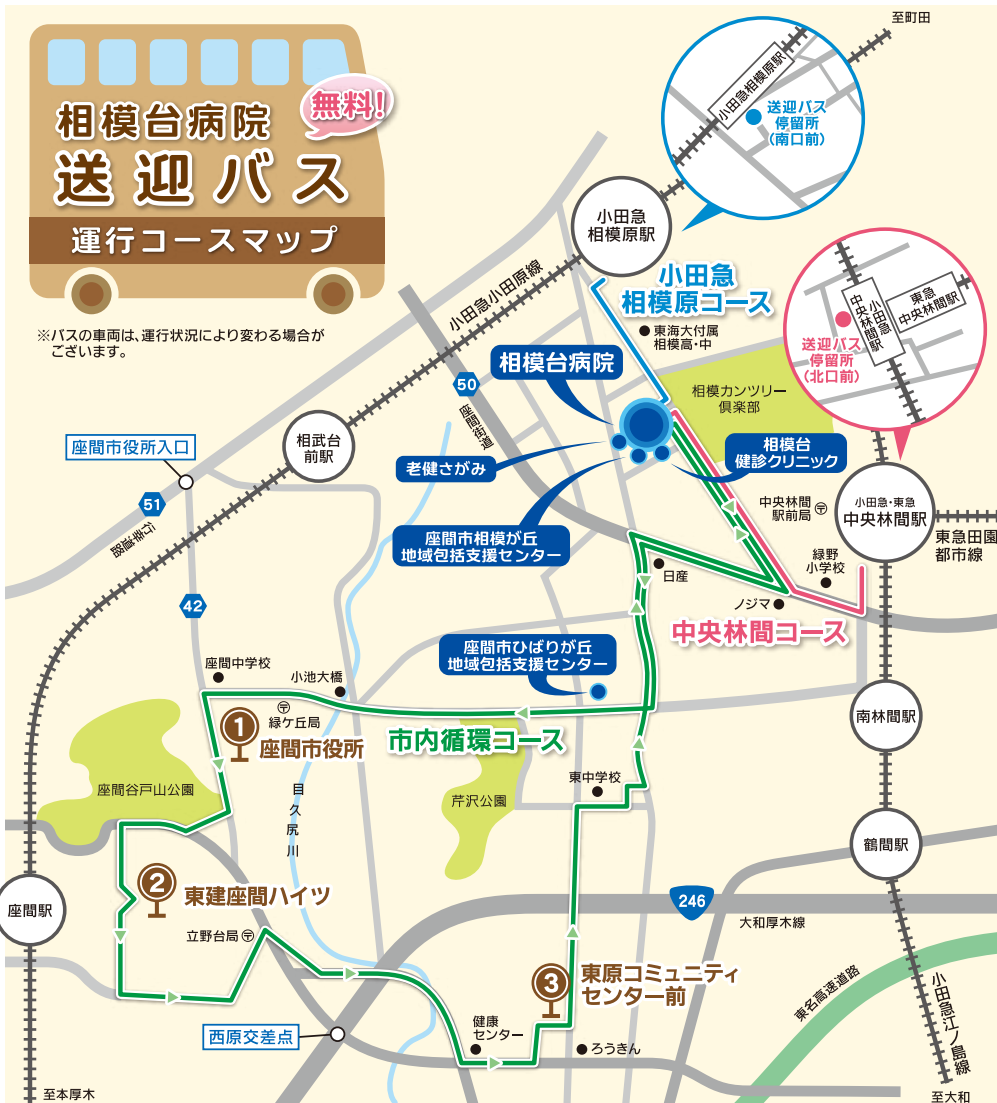 至町田
相模台病院
無料!
送迎バス
運行コースマップ
※バスの車両は、運行状況により変わる場合が
ございます。
小田急相模原駅
送迎バス
停留所
(南口前)
小田急
相模原駅
小田急小田原線
小田急
相模原コース
東海大付属
相模高・中
小田急
中央林間駅
東急
中央林間駅
送迎バス
停留所
(北口前)
相模台病院
50
座間街道
相模カンツリー
倶楽部
座間市役所入口
相武台
前駅
老健さがみ
相模台
健診クリニック
51
行幸道路
座間市相模が丘
地域包括支援センター
中央林間
駅前局
小田急・東急
中央林間駅
東急田園
都市線
緑野
小学校
日産
ノジマ
中央林間コース
42
座間市ひばりが丘
地域包括支援センター
座間中学校
小池大橋
緑ケ丘局
1
座間市役所
市内循環コース
南林間駅
座間谷戸山公園
目久尻川
芹沢公園
東中学校
鶴間駅
2
東建座間ハイツ
座間駅
立野台局
246
大和厚木線
3
東原コミュニティ
センター前
東名高速道路
小田急江ノ島線
西原交差点
健康
センター
ろうきん
至本厚木
至大和